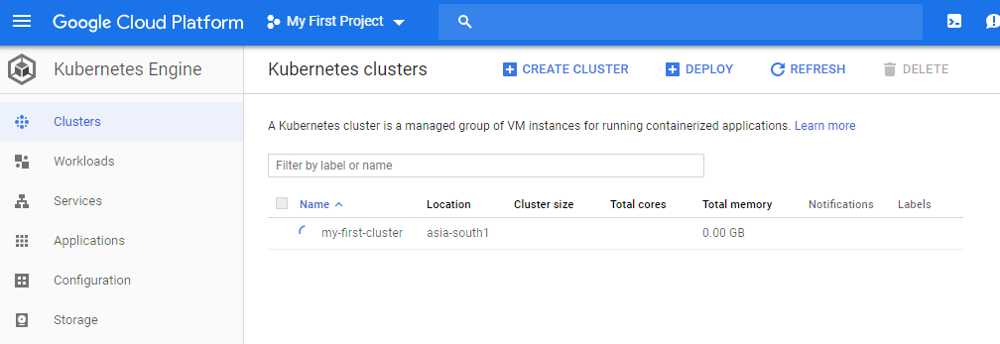 Google Cloud Platform My First Project
Kubernetes Engine
Kubernetes clusters CREATE CLUSTER DEPLOY REFRESH DELETE
Clusters
Workloads
Services
Applications
Configuration
Storage
A Kubernetes cluster is a managed group of VM instances for running containerized applications. Learn more
Filter by label or name
Name Location Cluster size Total cores Total memory Notifications Labels
my-first-cluster asia-south1 0.00 GB